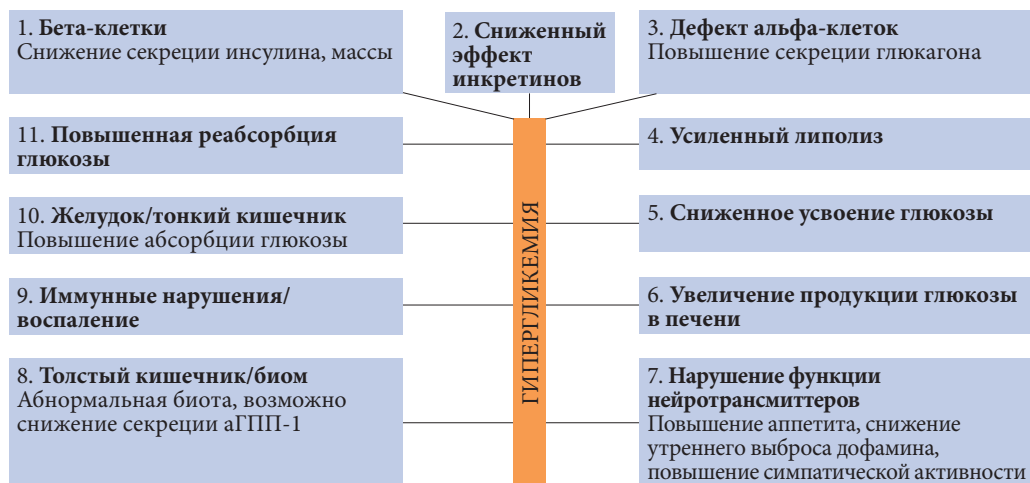 1. Бета-клетки
Снижение секреции инсулина, массы
2. Сниженный
эффект
инкретинов
3. Дефект альфа-клеток
Повышение секреции глюкагона
11. Повышенная реабсорбция
глюкозы
4. Усиленный липолиз
10. Желудок/тонкий кишечник
Повышение абсорбции глюкозы
5. Сниженное усвоение глюкозы
9. Иммунные нарушения/
воспаление
6. Увеличение продукции глюкозы
в печени
8. Толстый кишечник/биом
Абнормальная биота, возможно
снижение секреции аГПП-1
7. Нарушение функции
нейротрансмиттеров
Повышение аппетита, снижение
утреннего выброса дофамина,
повышение симпатической активности
ГИПЕРГЛИКЕМИЯ